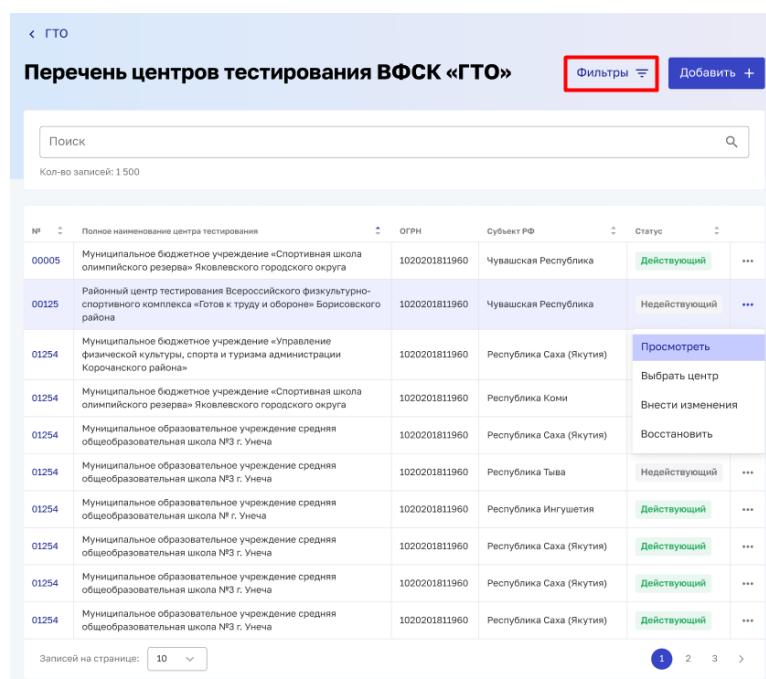 ГТО
Перечень центров тестирования ВФСК «ГТО»
Фильтры
Добавить +
Поиск
Кол-во записей: 1 500
№ Полное наименование центра тестирования ОГРН Субъект РФ Статус
00005 Муниципальное бюджетное учреждение «Спортивная школа
олимпийского резерва» Яковлевского городского округа 1020201811960 Чувашская Республика Действующий
00125 Районный центр тестирования Всероссийского физкультурно-
спортивного комплекса «Готов к труду и обороне» Борисовского
района 1020201811960 Чувашская Республика Недействующий
01254 Муниципальное бюджетное учреждение «Управление
физической культуры, спорта и туризма администрации
Корочанского района» 1020201811960 Республика Саха (Якутия)
Просмотреть
Выбрать центр
Внести изменения
Восстановить
01254 Муниципальное бюджетное учреждение «Спортивная школа
олимпийского резерва» Яковлевского городского округа 1020201811960 Республика Коми
01254 Муниципальное образовательное учреждение средняя
общеобразовательная школа №3 г. Унеча 1020201811960 Республика Саха (Якутия)
01254 Муниципальное образовательное учреждение средняя
общеобразовательная школа №3 г. Унеча 1020201811960 Республика Тыва Недействующий
01254 Муниципальное образовательное учреждение средняя
общеобразовательная школа № г. Унеча 1020201811960 Республика Ингушетия Действующий
01254 Муниципальное образовательное учреждение средняя
общеобразовательная школа №3 г. Унеча 1020201811960 Республика Саха (Якутия) Действующий
01254 Муниципальное образовательное учреждение средняя
общеобразовательная школа №3 г. Унеча 1020201811960 Республика Саха (Якутия) Действующий
01254 Муниципальное образовательное учреждение средняя
общеобразовательная школа №3 г. Унеча 1020201811960 Республика Саха (Якутия) Действующий
Записей на странице: 10 1 2 3